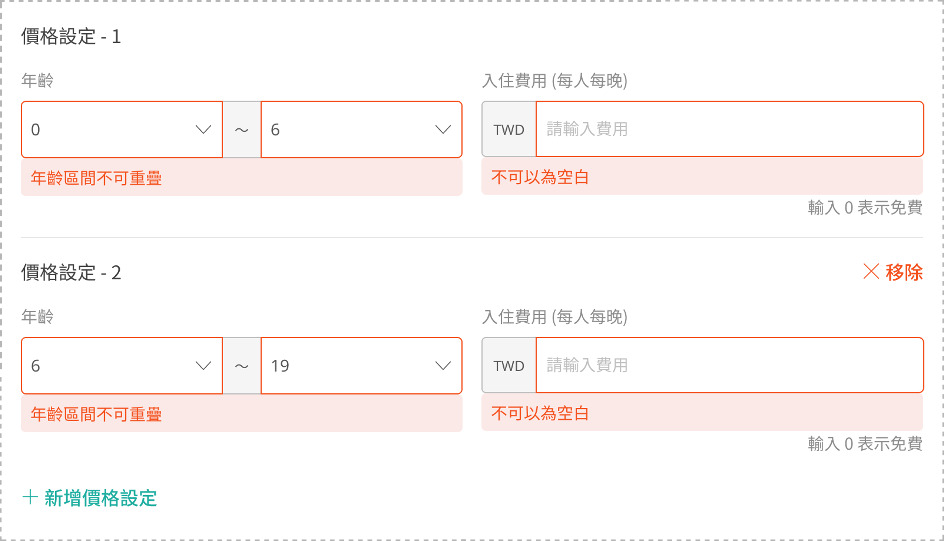 價格設定 - 1
年齡
入住費用 (每人每晚)
0 ～ 6
TWD 請輸入費用
年齡區間不可重疊
不可以為空白
輸入 0 表示免費
價格設定 - 2
移除
年齡
入住費用 (每人每晚)
6 ～ 19
TWD 請輸入費用
年齡區間不可重疊
不可以為空白
輸入 0 表示免費
新增價格設定